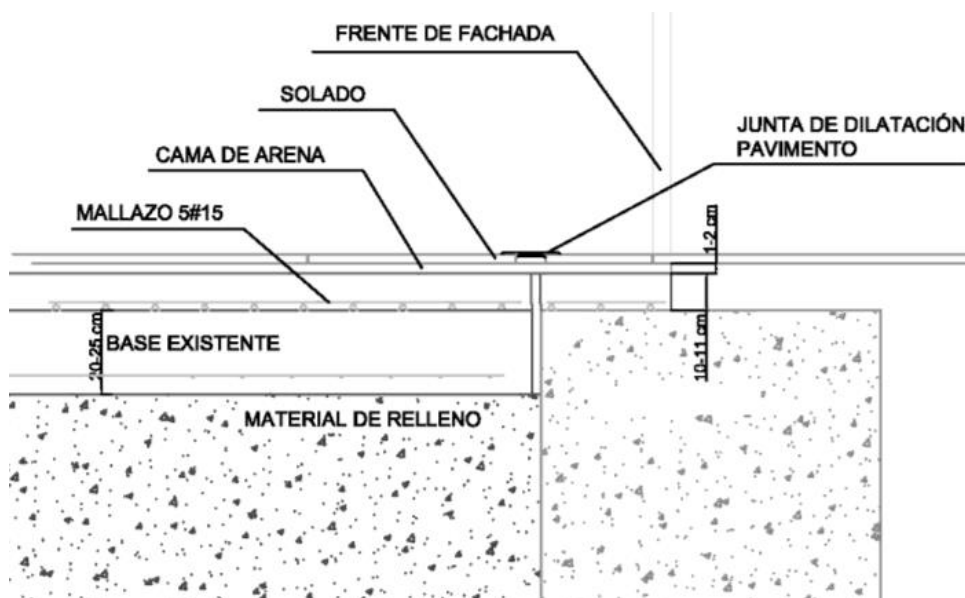 FRENTE DE FACHADA
SOLADO
JUNTA DE DILATACIÓN
PAVIMENTO
CAMA DE ARENA
MALLAZO 5#15
1-2 cm
BASE EXISTENTE
20-25 cm
10-11 cm
MATERIAL DE RELLENO